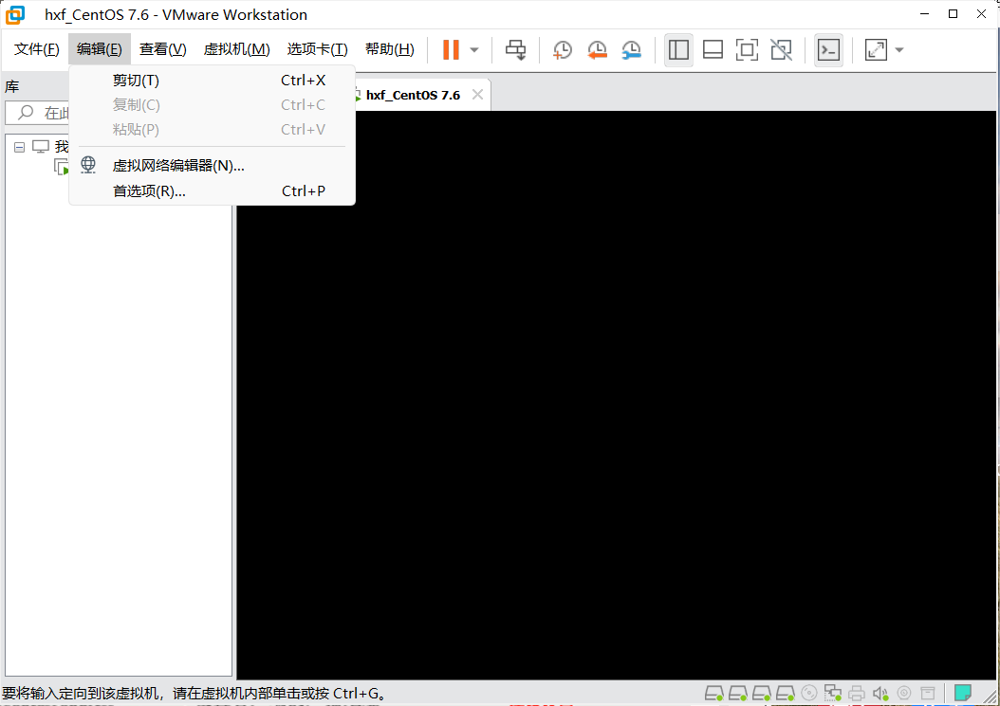 hxf_CentOS 7.6 - VMware Workstation
文件(F) 编辑(E) 查看(V) 虚拟机(M) 选项卡(T) 帮助(H)
库
剪切(T) Ctrl+X
hxf_CentOS 7.6
复制(C) Ctrl+C
在此
粘贴(P) Ctrl+V
我
虚拟网络编辑器(N)...
首选项(R)... Ctrl+P
要将输入定向到该虚拟机，请在虚拟机内部单击或按 Ctrl+G。